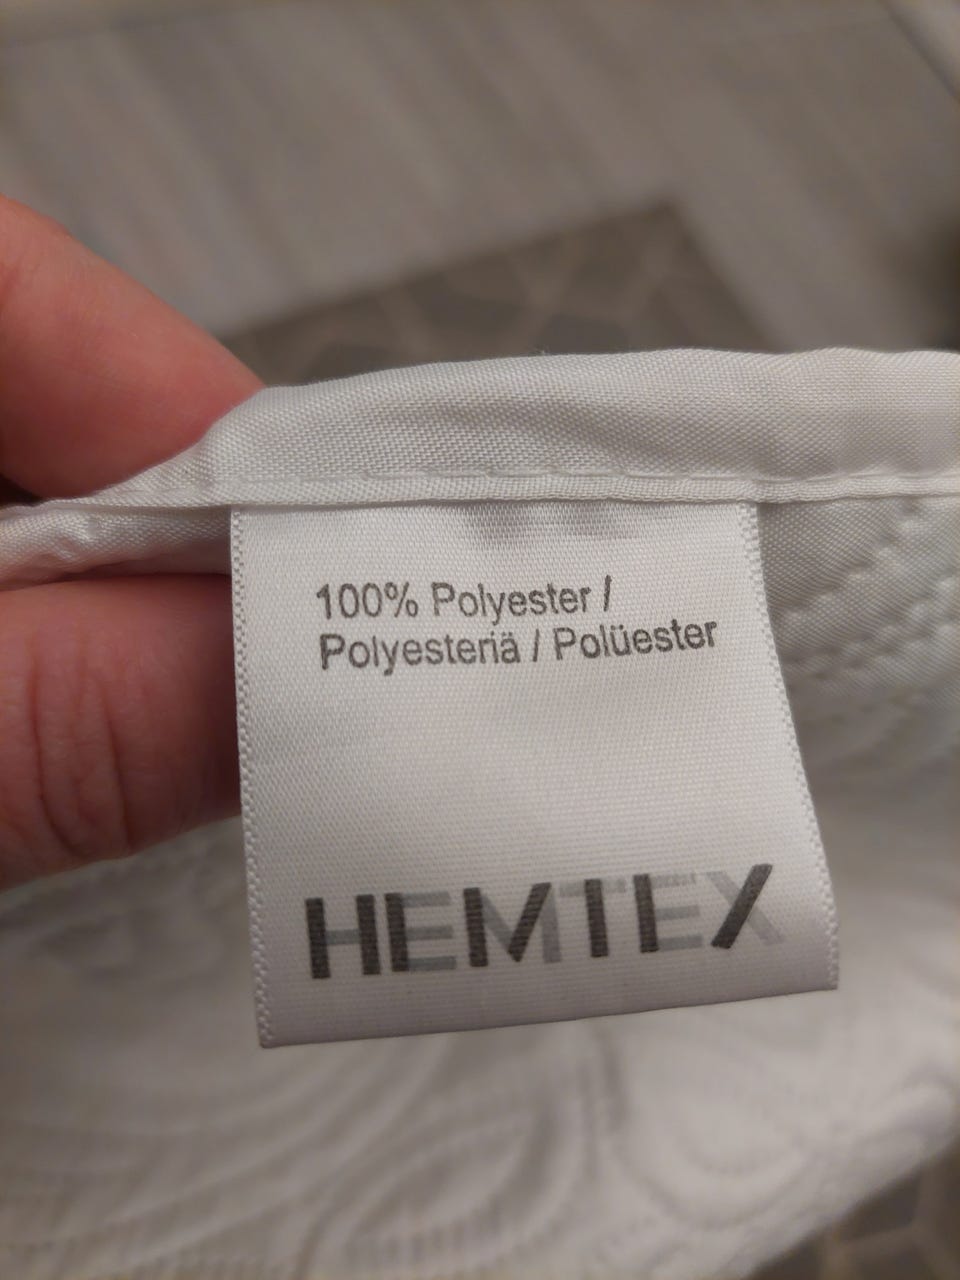 100% Polyester /
Polyesteriä / Polüester
HEMTEX